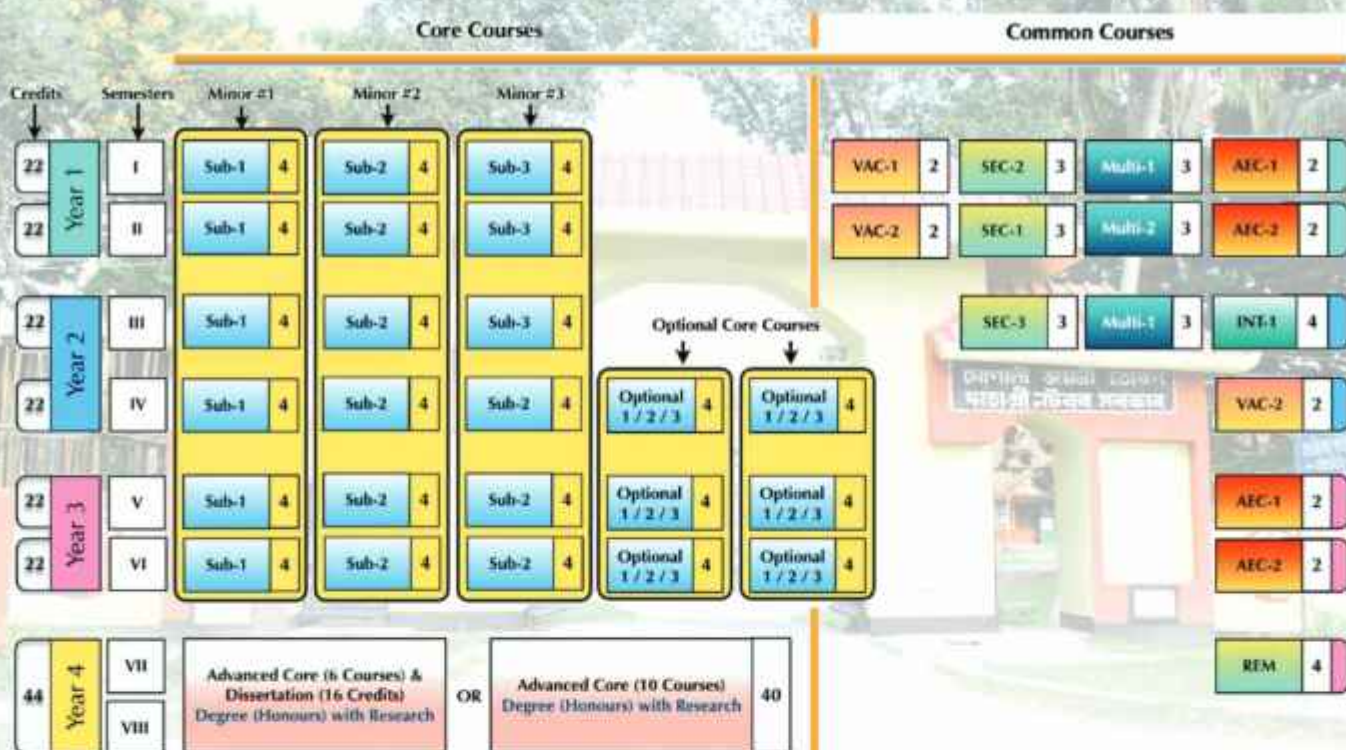 Core Courses
Common Courses
Credits Semesters Minor #1 Minor #2 Minor #3
22 Year 1 I Sub-1 4 Sub-2 4 Sub-3 4 VAC-1 2 SEC-2 3 Multi-1 3 AEC-1 2
22 II Sub-1 4 Sub-2 4 Sub-3 4 VAC-2 2 SEC-1 3 Multi-2 3 AEC-2 2
22 Year 2 III Sub-1 4 Sub-2 4 Sub-3 4 SEC-3 3 Multi-1 3 INT-1 4
Optional Core Courses
22 IV Sub-1 4 Sub-2 4 Sub-2 4 Optional 4 Optional 4 VAC-2 2
1 / 2 / 3 1 / 2 / 3
22 Year 3 V Sub-1 4 Sub-2 4 Sub-2 4 Optional 4 Optional 4 AEC-1 2
1 / 2 / 3 1 / 2 / 3
22 VI Sub-1 4 Sub-2 4 Sub-2 4 Optional 4 Optional 4 AEC-2 2
1 / 2 / 3 1 / 2 / 3
44 Year 4 VII VIII
Advanced Core (6 Courses) &
Dissertation (16 Credits)
Degree (Honours) with Research
OR
Advanced Core (10 Courses)
Degree (Honours) with Research
40
REM 4